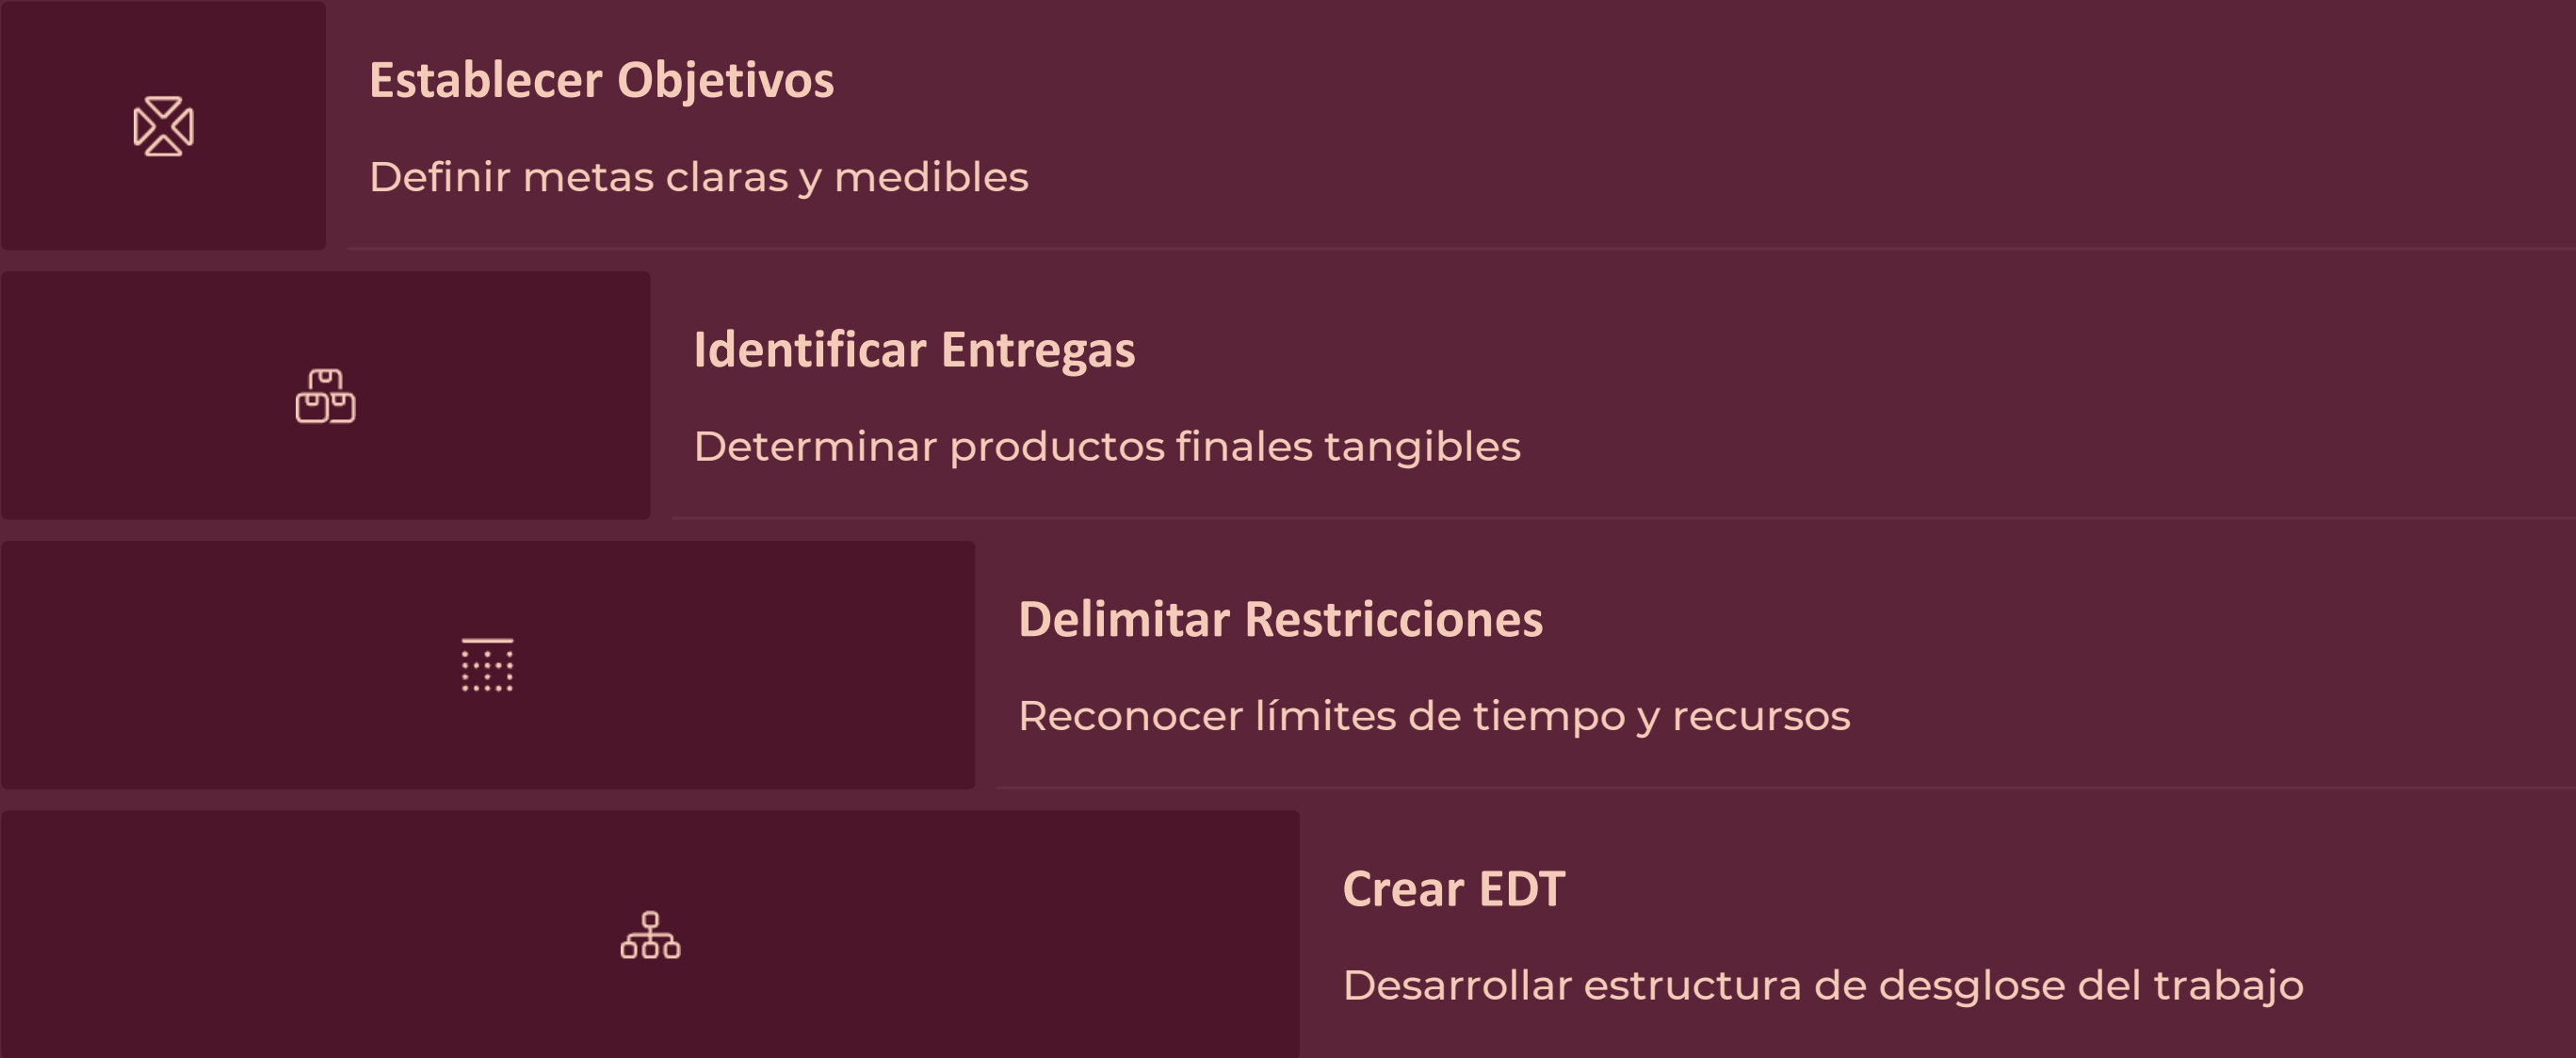 Establecer Objetivos
Definir metas claras y medibles
Identificar Entregas
Determinar productos finales tangibles
Delimitar Restricciones
Reconocer límites de tiempo y recursos
Crear EDT
Desarrollar estructura de desglose del trabajo